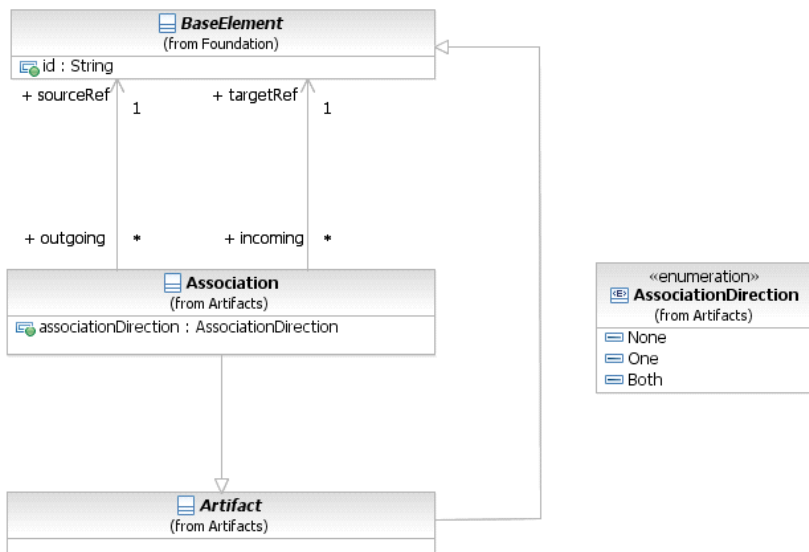 BaseElement
(from Foundation)
id : String
+ sourceRef
1
+ targetRef
1
+ outgoing
*
+ incoming
*
Association
(from Artifacts)
associationDirection : AssociationDirection
«enumeration»
AssociationDirection
(from Artifacts)
None
One
Both
Artifact
(from Artifacts)